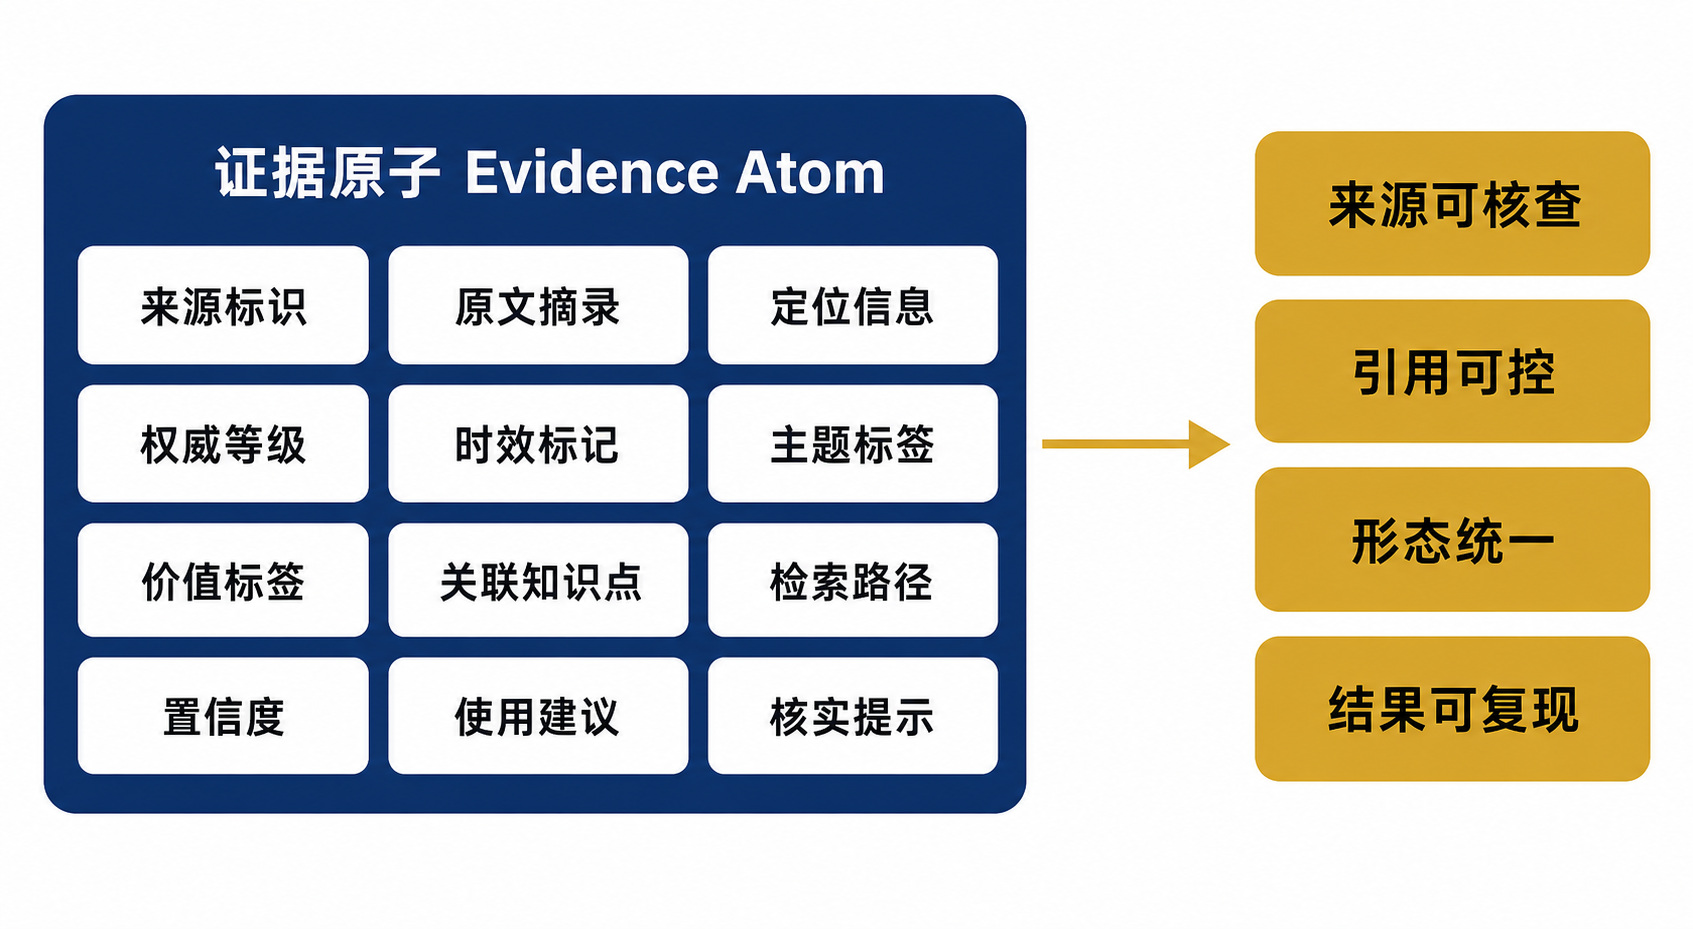 证据原子 Evidence Atom
来源标识
原文摘录
定位信息
权威等级
时效标记
主题标签
价值标签
关联知识点
检索路径
置信度
使用建议
核实提示
来源可核查
引用可控
形态统一
结果可复现